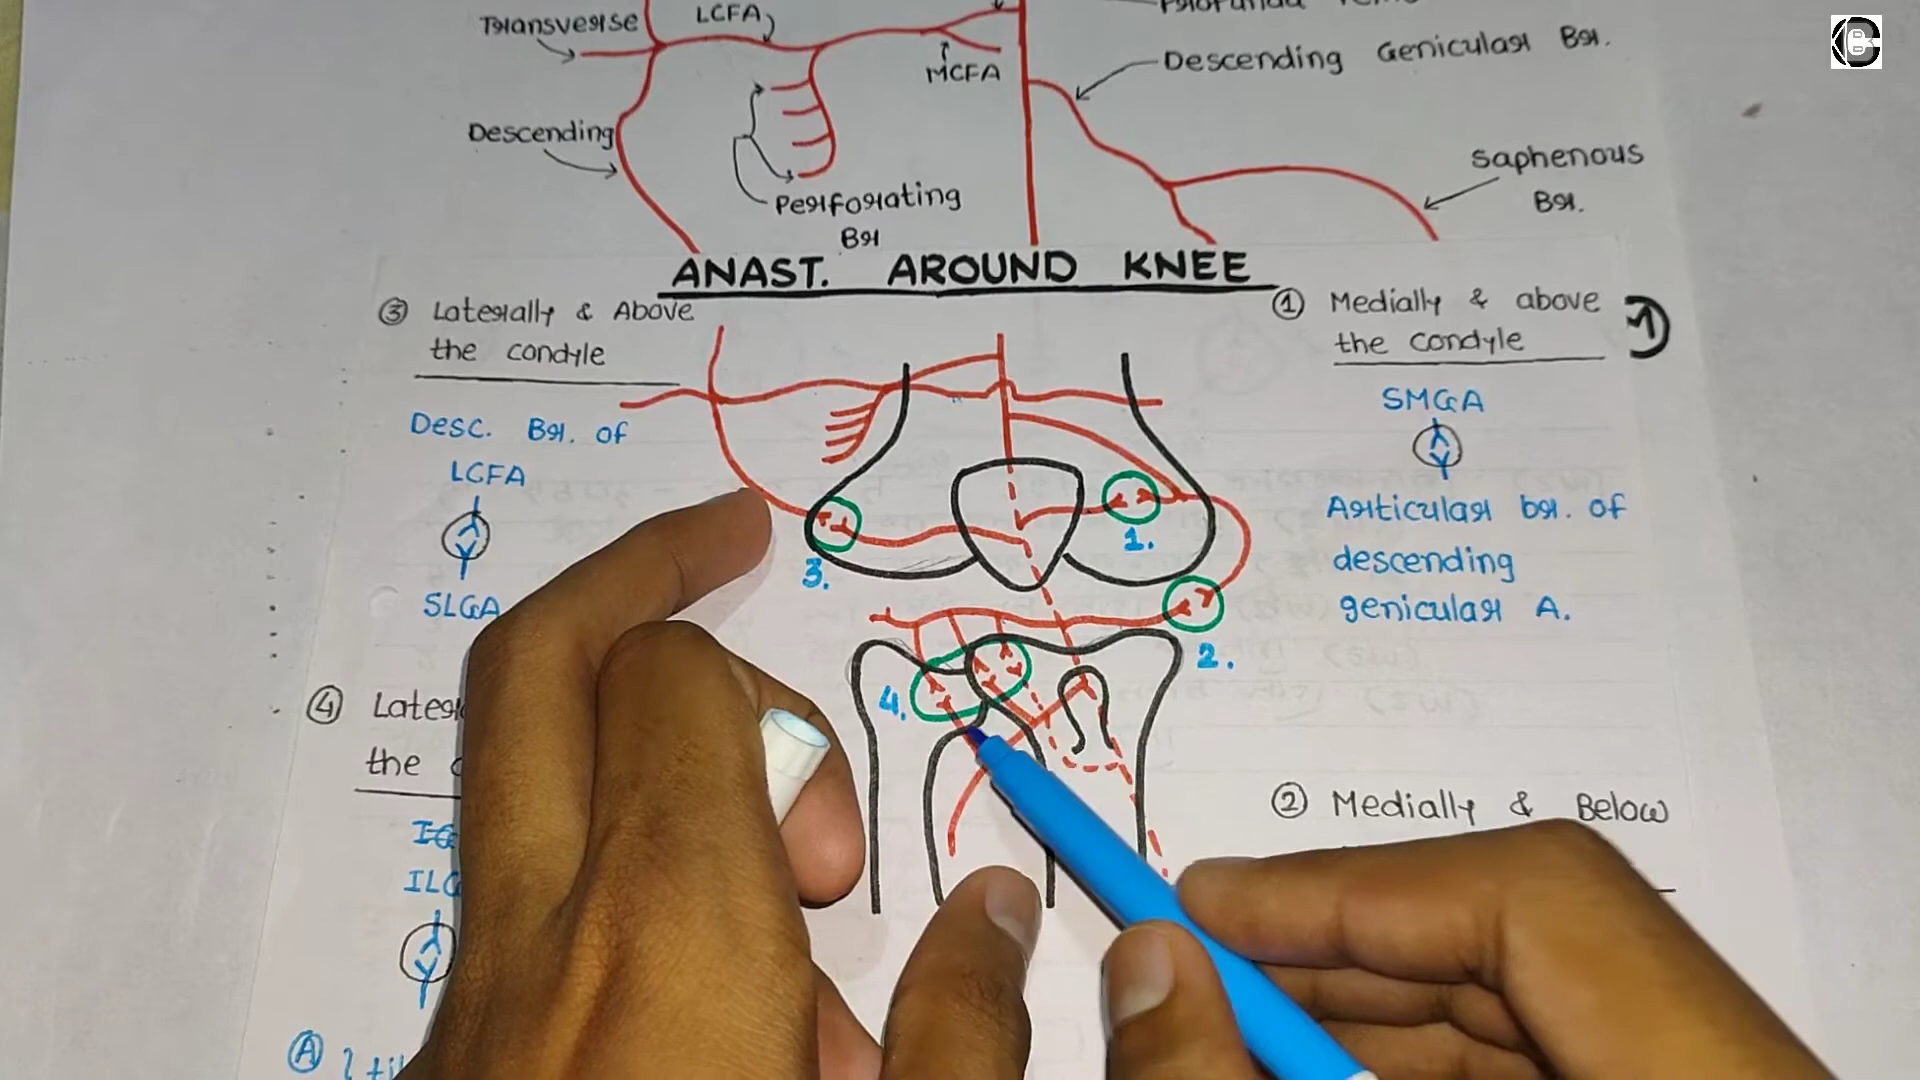 Transverse
LCFA
MCFA
Descending Genicular Br.
Descending
Perforating
Br
Saphenous
Br.
ANAST. AROUND KNEE
③ Laterally & Above
the condyle
Desc. Br. of
LCFA
SLGA
① Medially & above
the condyle
SMGA
Articular br. of
descending
genicular A.
1.
2.
3.
4.
④
the
② Medially & Below
A